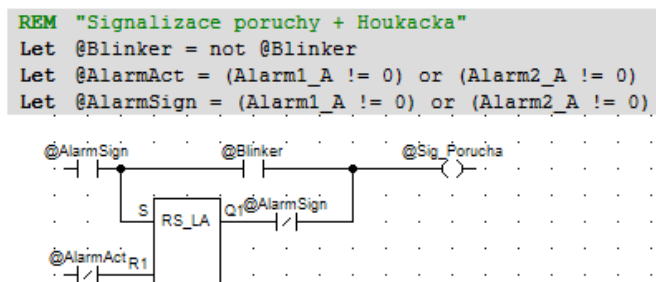 REM "Signalizace poruchy + Houkacka"
Let @Blinker = not @Blinker
Let @AlarmAct = (Alarm1_A != 0) or (Alarm2_A != 0)
Let @AlarmSign = (Alarm1_A != 0) or (Alarm2_A != 0)
@AlarmSign @Blinker @Sig_Porucha
S RS_LA Q1 @AlarmSign
@AlarmAct R1